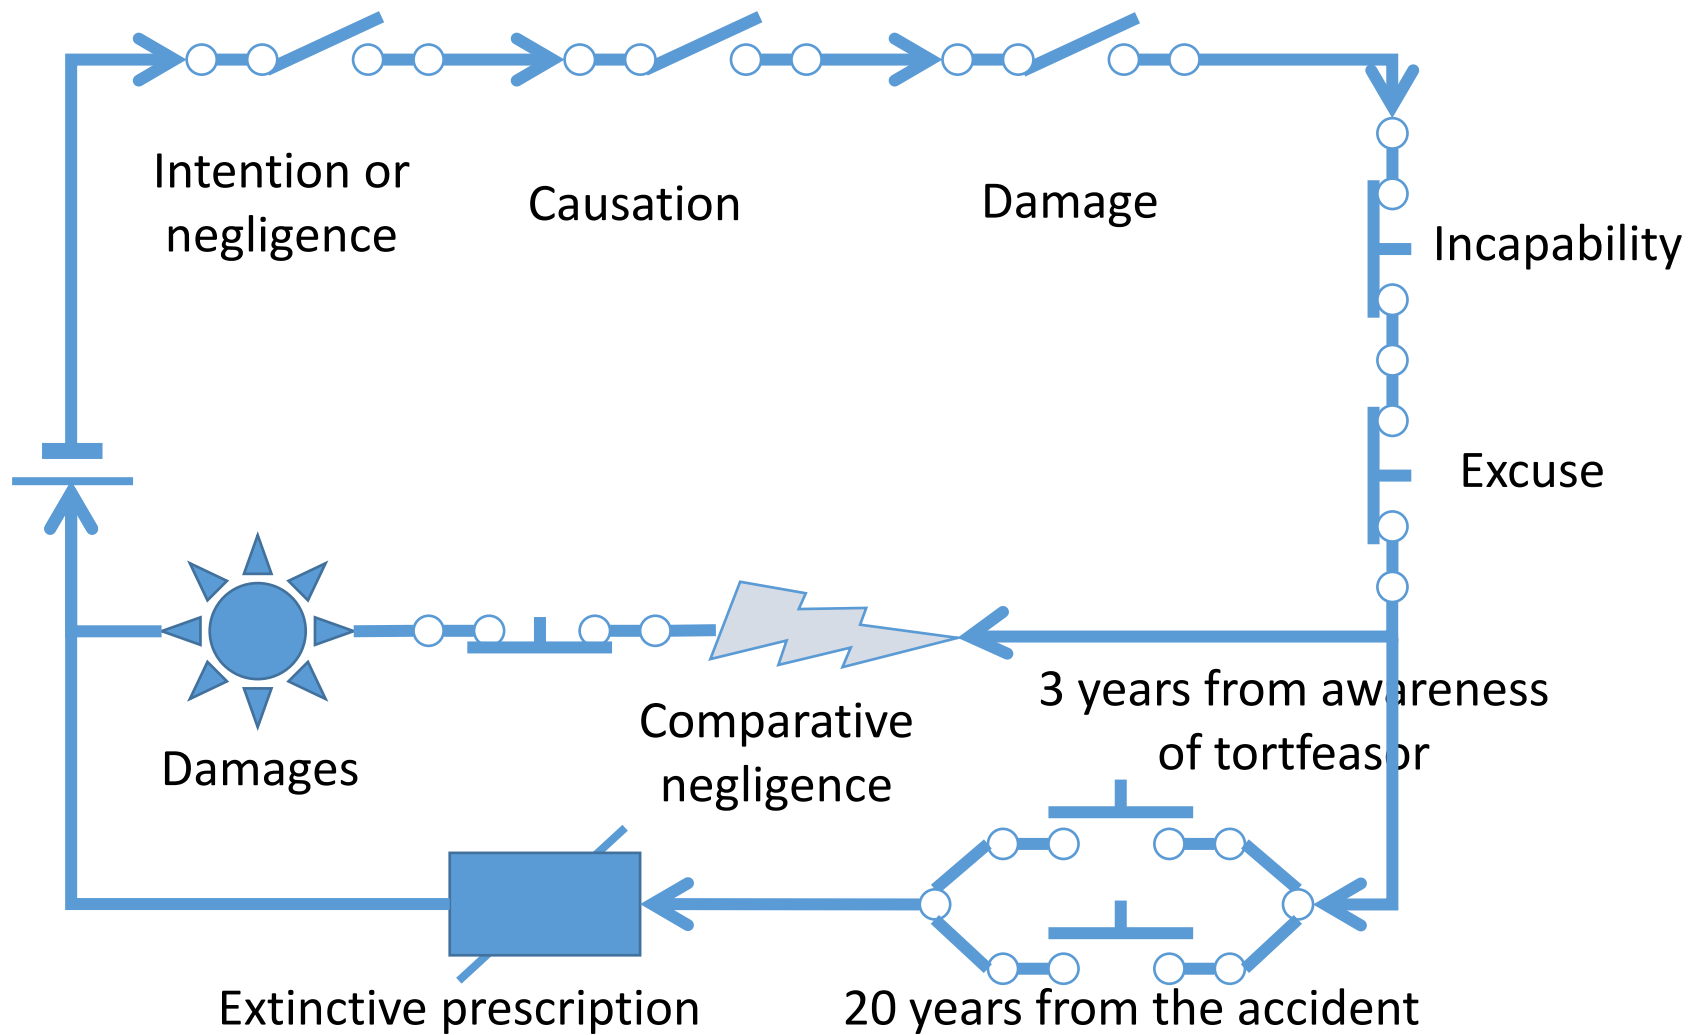 Intention or
negligence
Causation
Damage
Incapability
Excuse
3 years from awareness
of tortfeasor
Comparative
negligence
Damages
Extinctive prescription
20 years from the accident